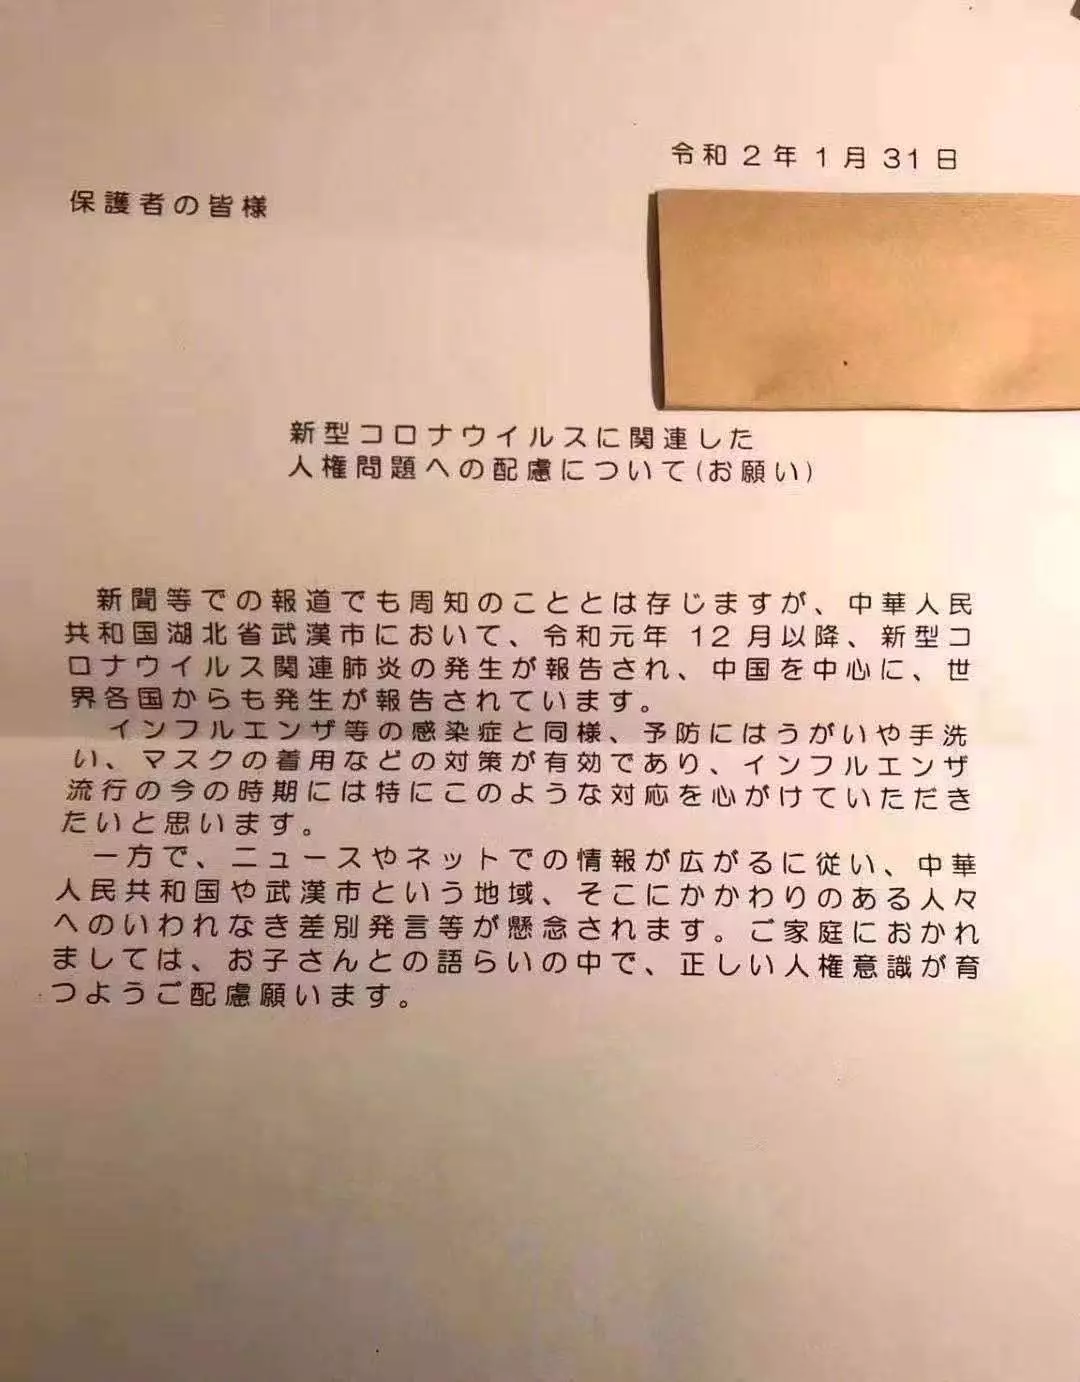 令和2年1月31日
保護者の皆様
新型コロナウイルスに関連した
人権問題への配慮について(お願い)
新聞等での報道でも周知のこととは存じますが、中華人民
共和国湖北省武漢市において、令和元年12月以降、新型コ
ロナウイルス関連肺炎の発生が報告され、中国を中心に、世
界各国からも発生が報告されています。
インフルエンザ等の感染症と同様、予防にはうがいや手洗
い、マスクの着用などの対策が有効であり、インフルエンザ
流行の今の時期には特にこのような対応を心がけていただき
たいと思います。
一方で、ニュースやネットでの情報が広がるに従い、中華
人民共和国や武漢市という地域、そこにかかわりのある人々
へのいわれなき差別発言等が懸念されます。ご家庭におかれ
ましては、お子さんとの語らいの中で、正しい人権意識が育
つようご配慮願います。